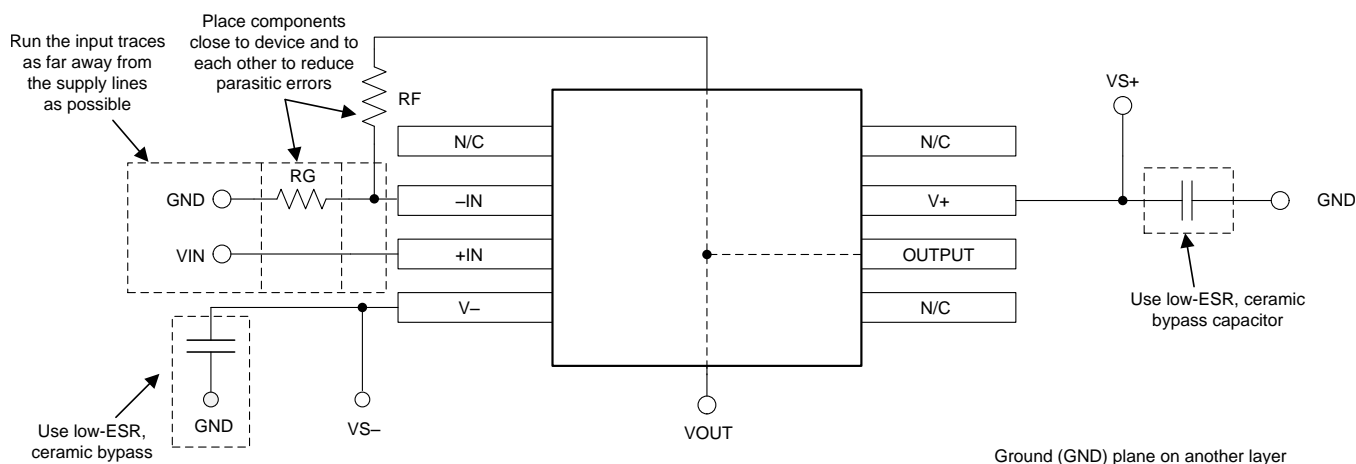 Place components
close to device and to
each other to reduce
parasitic errors
Run the input traces
as far away from
the supply lines
as possible
RF
VS+
N/C
N/C
RG
GND
–IN
V+
GND
VIN
+IN
OUTPUT
V–
N/C
Use low-ESR, ceramic
bypass capacitor
GND
VS–
VOUT
Use low-ESR,
ceramic bypass
Ground (GND) plane on another layer